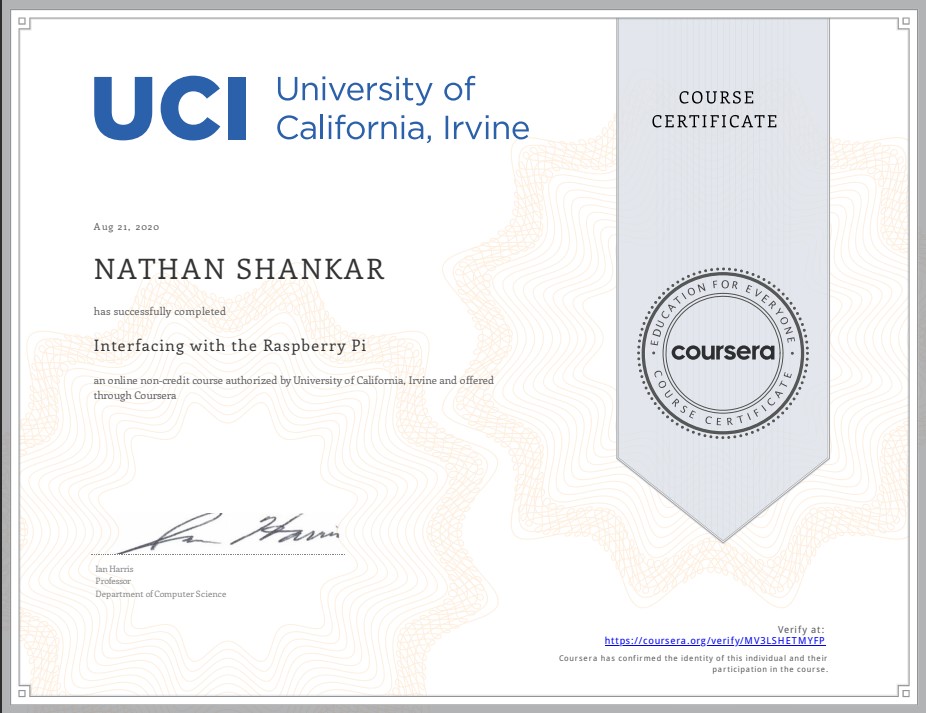 UCI University of
California, Irvine
COURSE
CERTIFICATE
Aug 21, 2020
NATHAN SHANKAR
has successfully completed
Interfacing with the Raspberry Pi
an online non-credit course authorized by University of California, Irvine and offered
through Coursera
EDUCATION FOR EVERYONE
coursera
COURSE CERTIFICATE
Ian Harris
Ian Harris
Professor
Department of Computer Science
Verify at:
https://coursera.org/verify/MV3LSHETMYFP
Coursera has confirmed the identity of this individual and their
participation in the course.